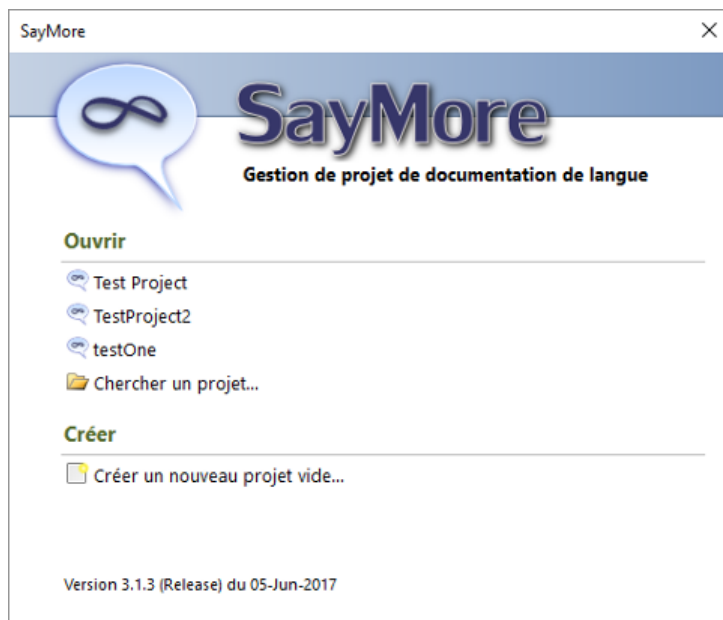 SayMore
SayMore
Gestion de projet de documentation de langue
Ouvrir
Test Project
TestProject2
testOne
Chercher un projet...
Créer
Créer un nouveau projet vide...
Version 3.1.3 (Release) du 05-Jun-2017